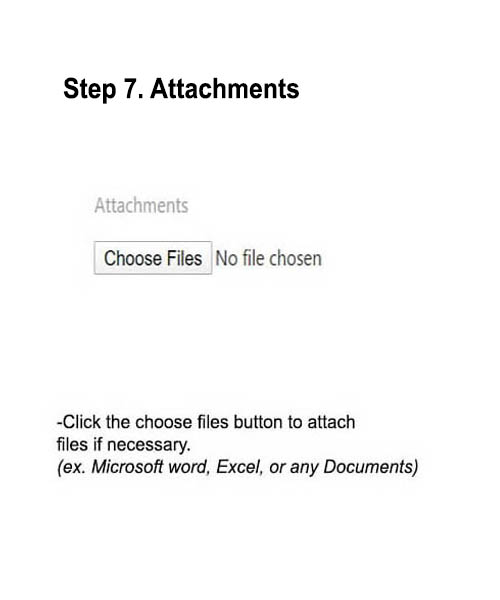 Step 7. Attachments
Attachments
Choose Files No file chosen
-Click the choose files button to attach
files if necessary.
(ex. Microsoft word, Excel, or any Documents)